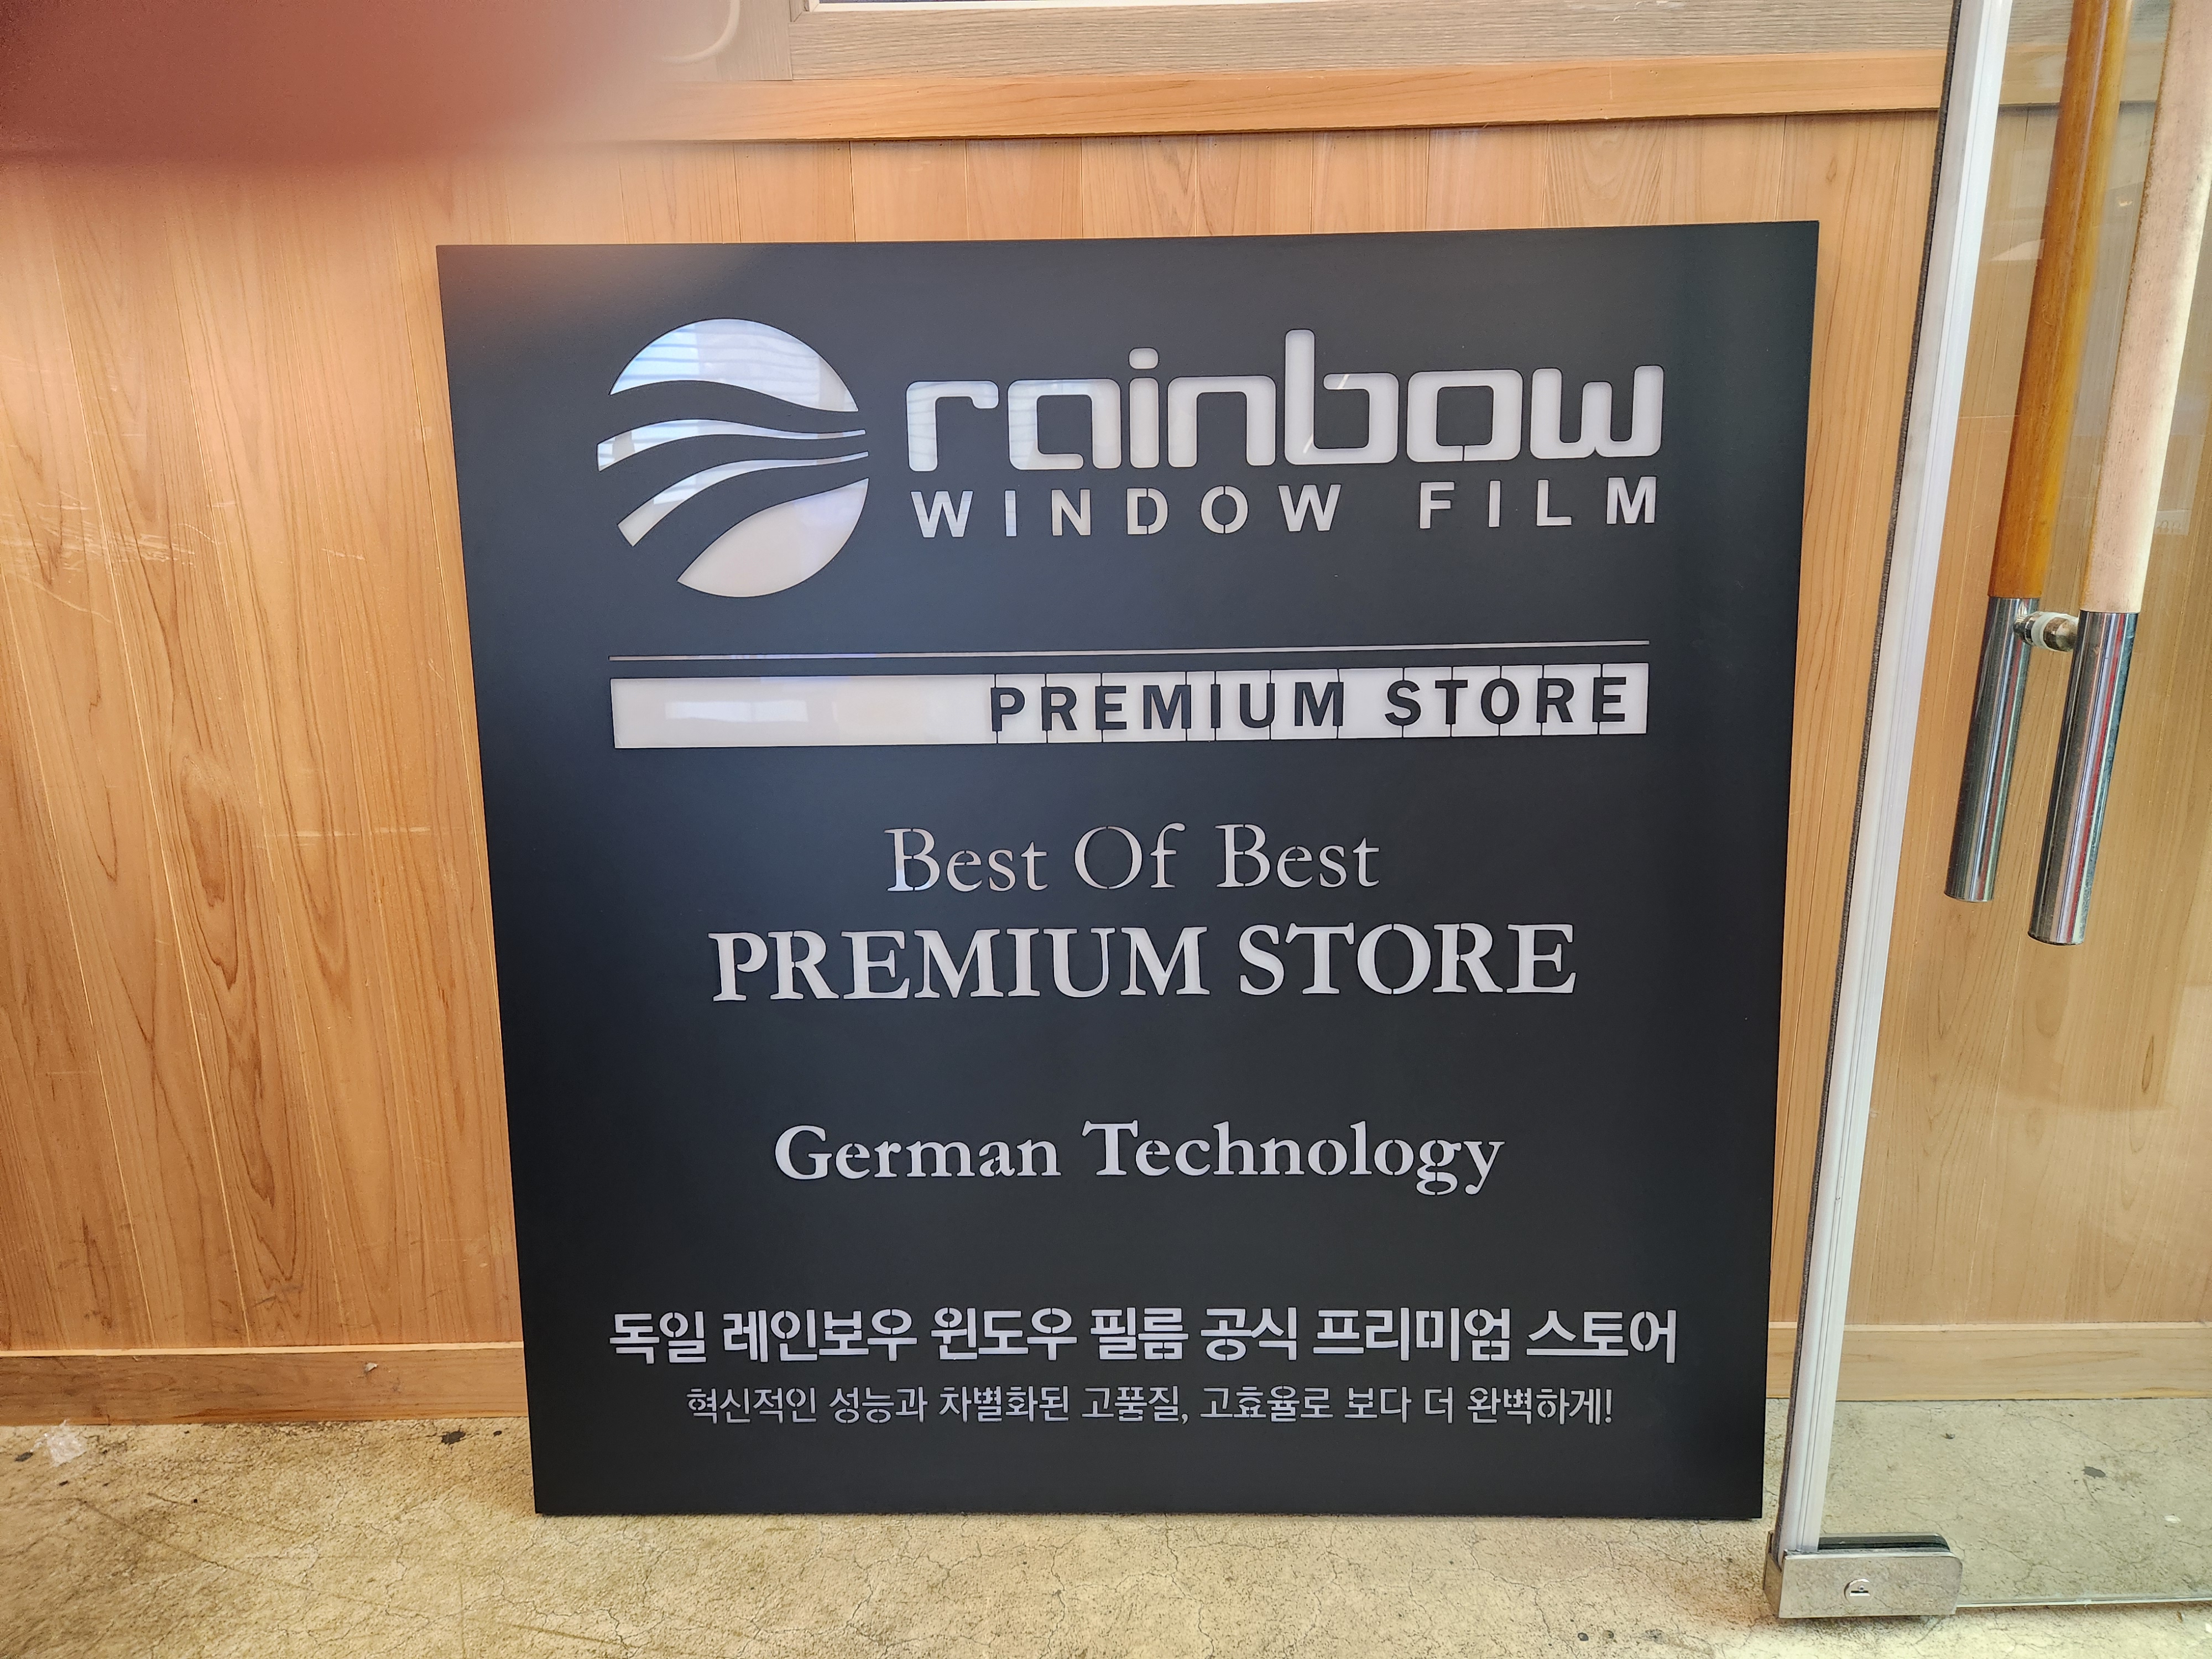 rainbow
WINDOW FILM
PREMIUM STORE
Best Of Best
PREMIUM STORE
German Technology
독일 레인보우 윈도우 필름 공식 프리미엄 스토어
혁신적인 성능과 차별화된 고품질, 고효율로 보다 더 완벽하게!